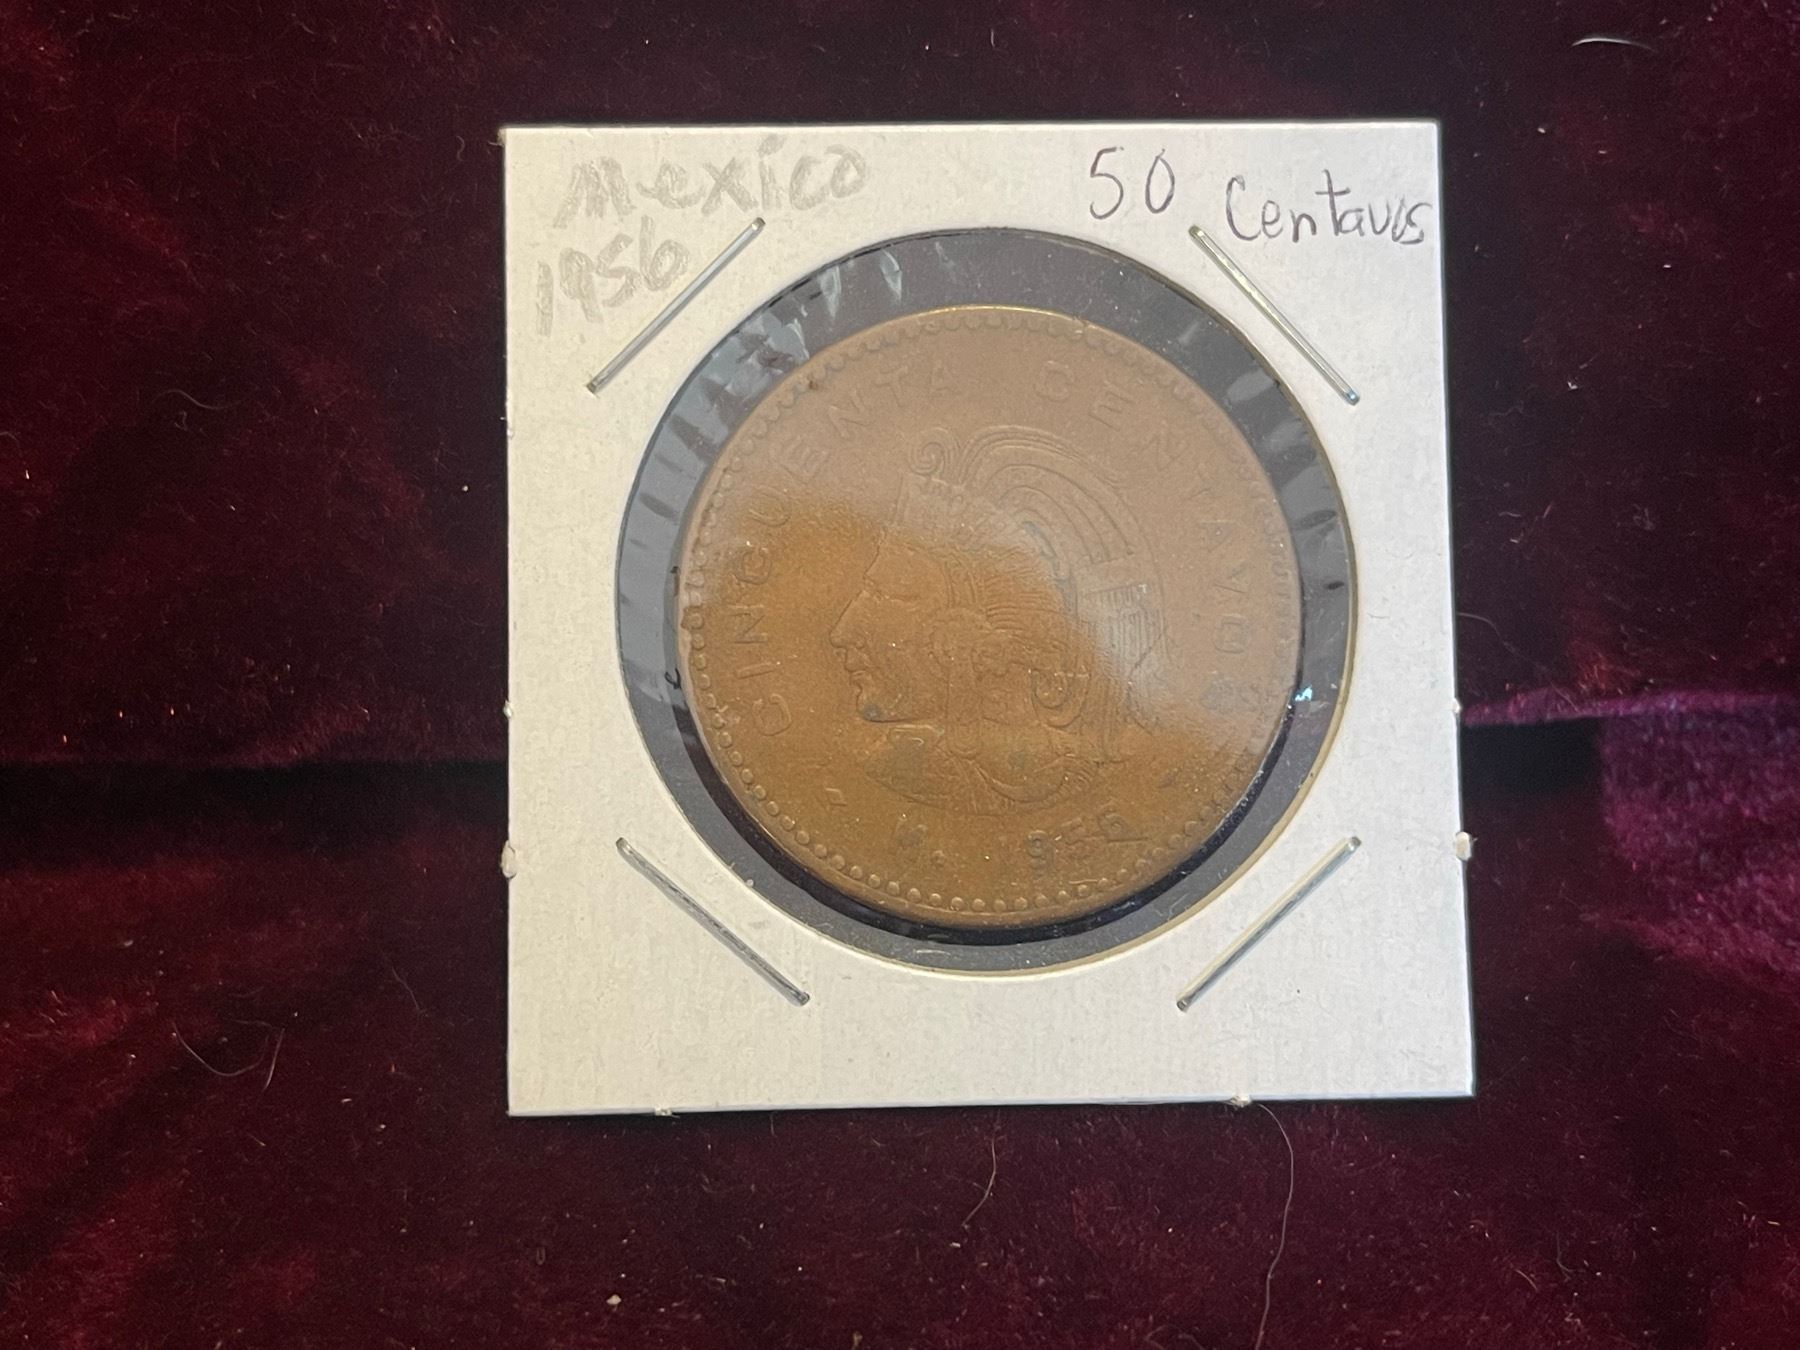 Mexico
1956
50 Centavos
CINCUENTA CENTAVOS
M. 1956